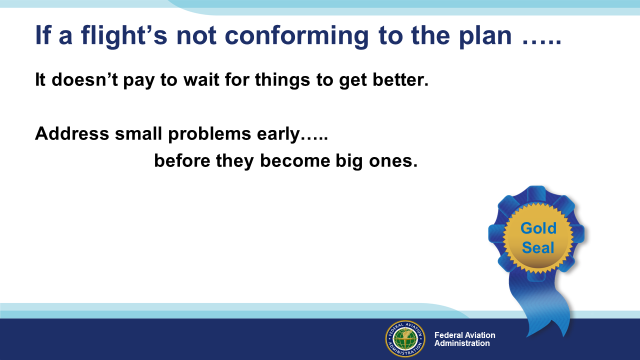 If a flight’s not conforming to the plan …..
It doesn’t pay to wait for things to get better.
Address small problems early…..
before they become big ones.
Gold
Seal
Federal Aviation
Administration